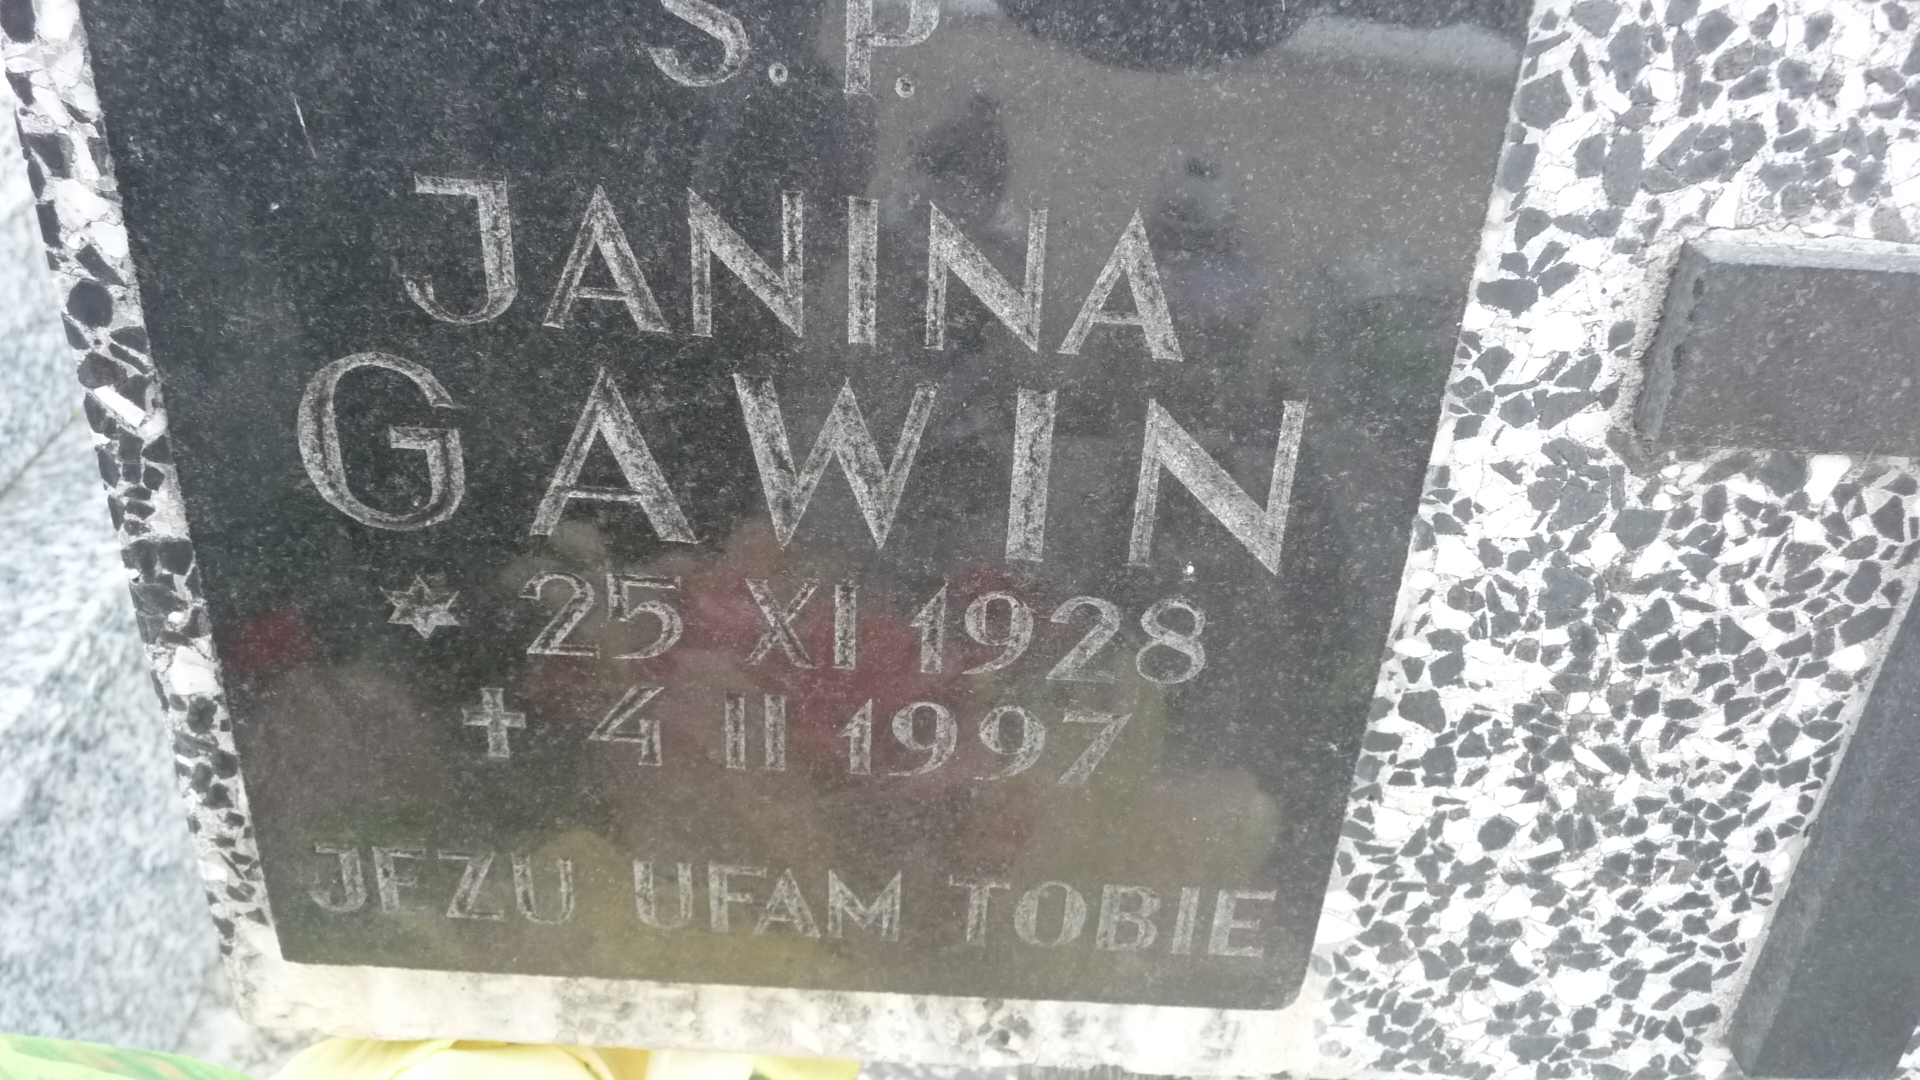 Ś.P.
JANINA
GAWIN
* 25 XI 1928
+ 4 II 1997
JEZU UFAM TOBIE